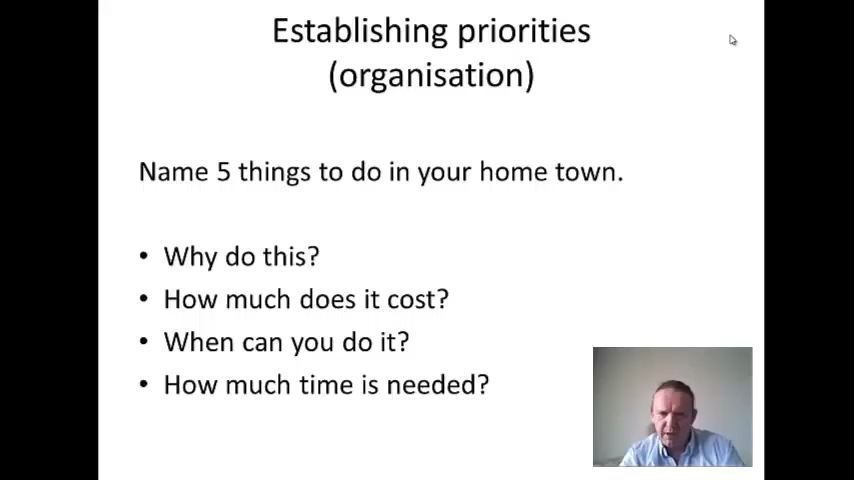 Establishing priorities
(organisation)
Name 5 things to do in your home town.
• Why do this?
• How much does it cost?
• When can you do it?
• How much time is needed?